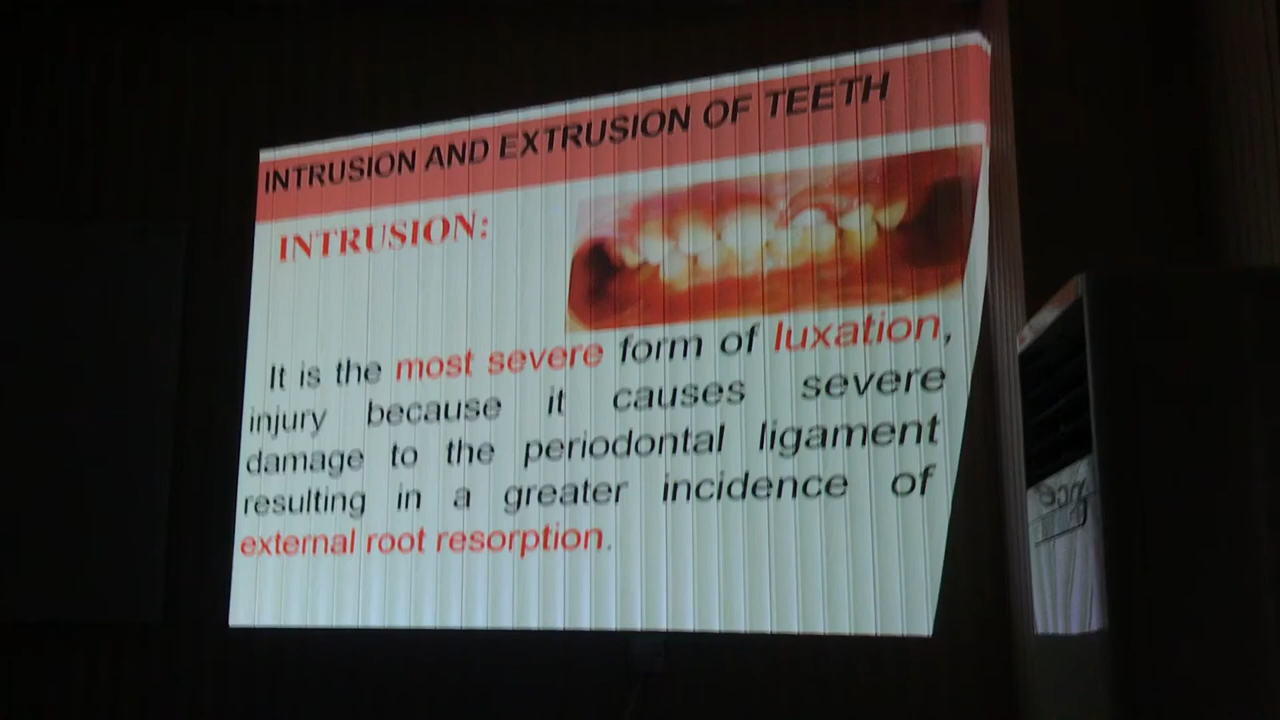 INTRUSION AND EXTRUSION OF TEETH
INTRUSION:
It is the most severe form of luxation,
injury because it causes severe
damage to the periodontal ligament
resulting in a greater incidence of
external root resorption.